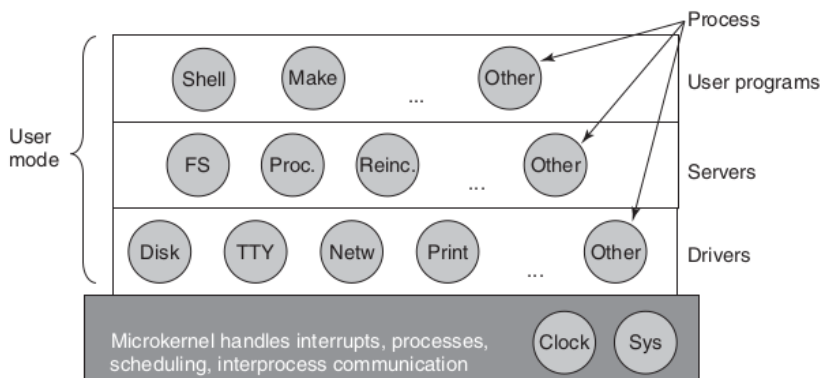 Process
Shell Make ... Other
User programs
User
mode
FS Proc. Reinc. ... Other
Servers
Disk TTY Netw Print ... Other
Drivers
Microkernel handles interrupts, processes,
scheduling, interprocess communication
Clock Sys